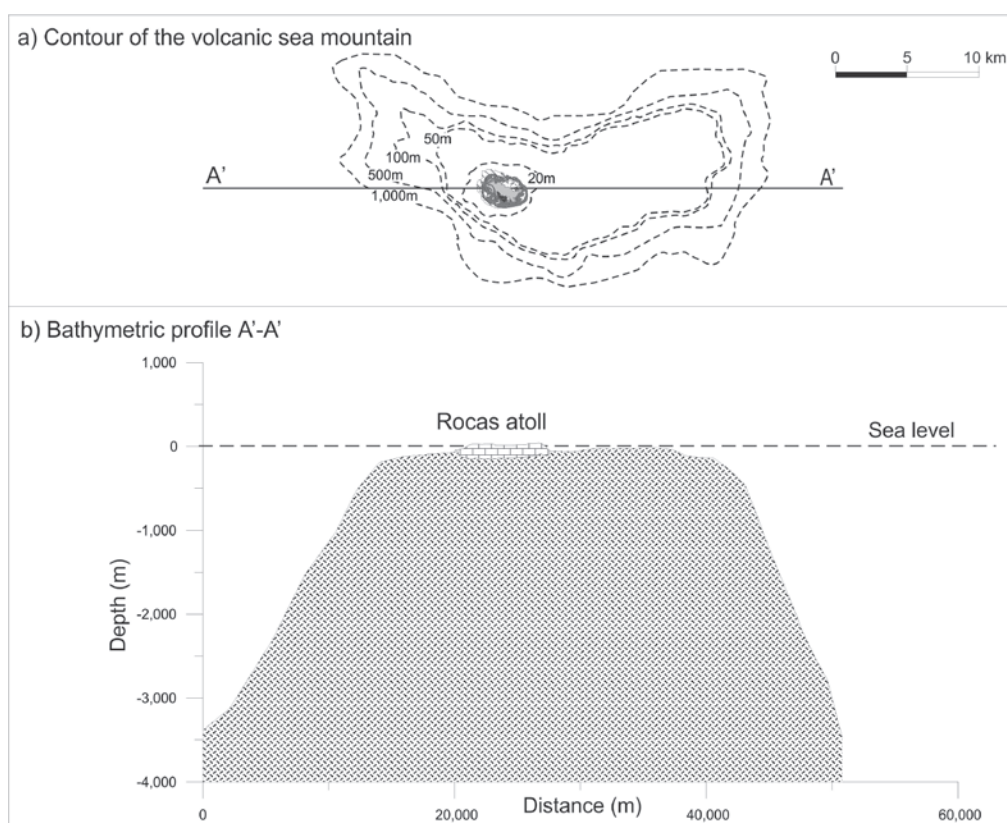 a) Contour of the volcanic sea mountain
0 5 10 km
50m
100m
20m
500m
A' A'
1,000m
b) Bathymetric profile A'-A'
1,000
Rocas atoll
Sea level
0
-1,000
Depth (m)
-2,000
-3,000
-4,000
0 20,000 40,000 60,000
Distance (m)